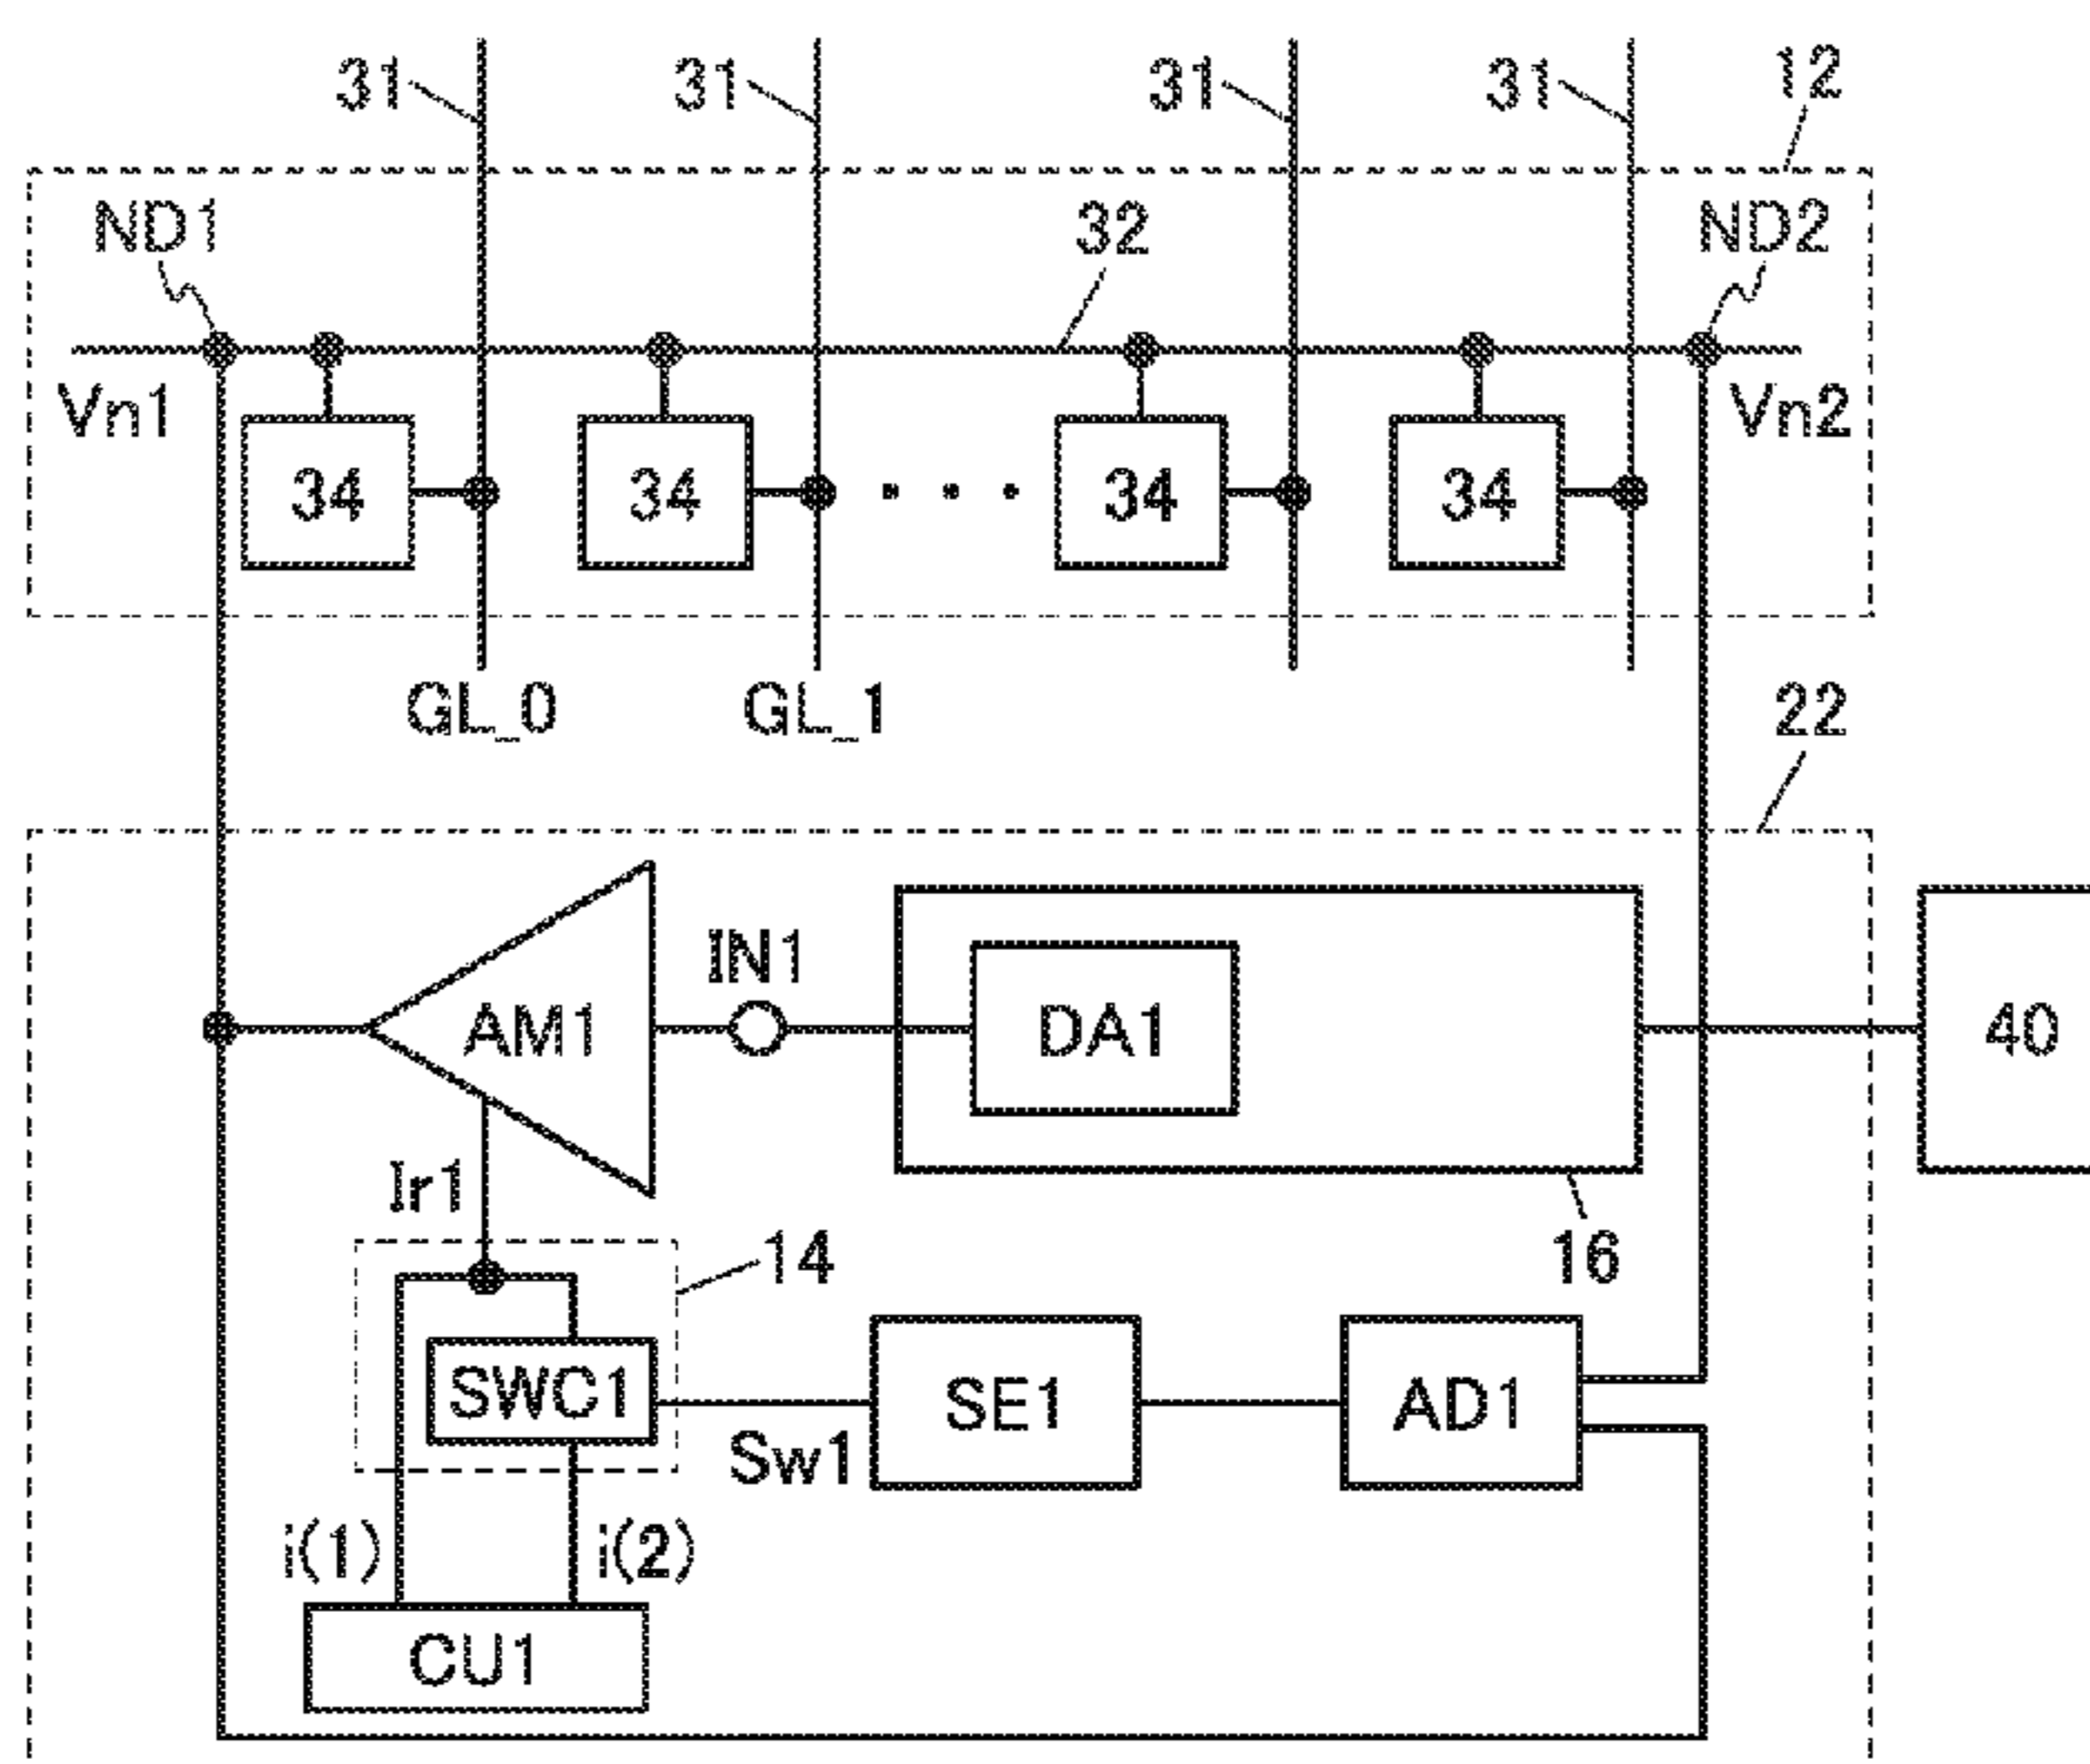 31 31 31 31 12
ND1 32 ND2
Vn1 Vn2
34 34 34 34
GL_0 GL_1
22
IN1
AM1 DA1 40
Ir1
14 16
SWC1 SE1 AD1
Sw1
i(1) i(2)
CU1